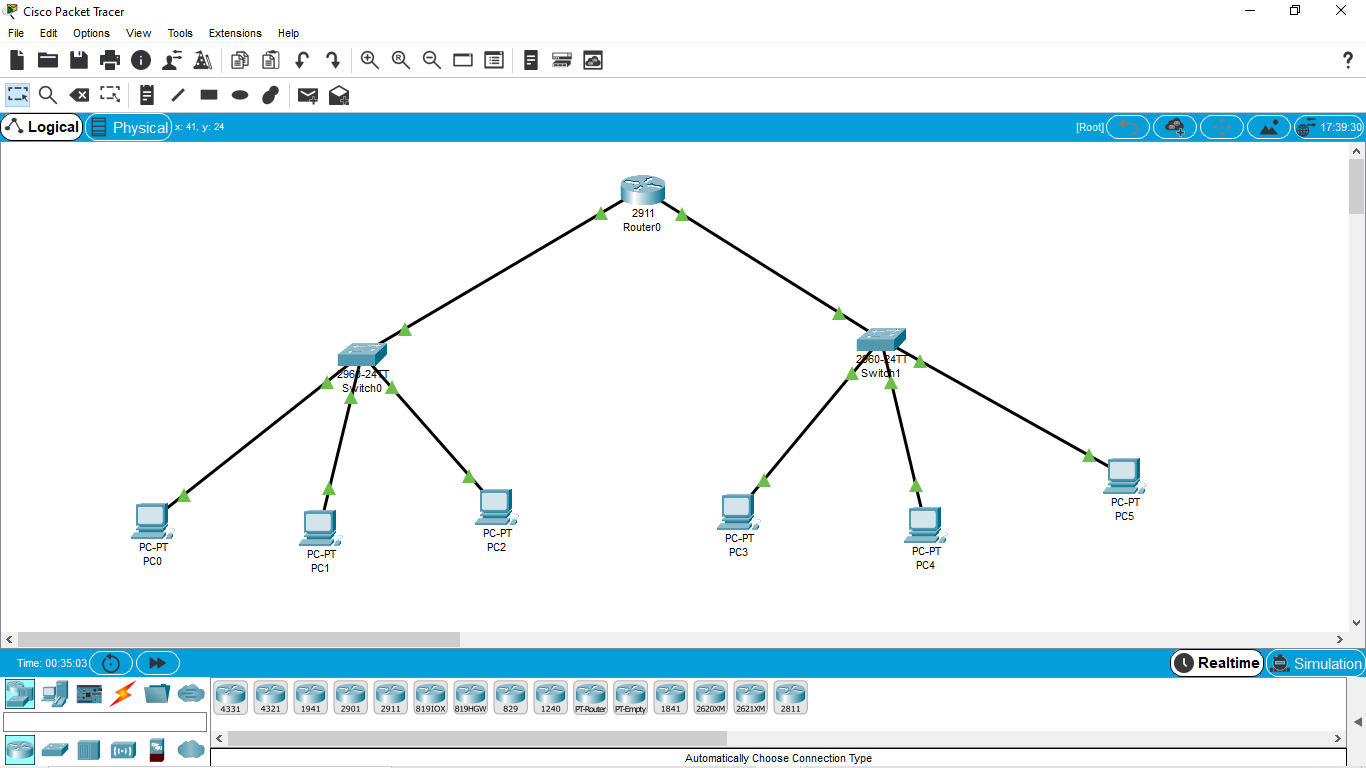 Cisco Packet Tracer
File Edit Options View Tools Extensions Help
Logical Physical x: 41, y: 24 [Root] 17:39:30
2911
Router0
2960-24TT
Switch0
2960-24TT
Switch1
PC-PT
PC0
PC-PT
PC1
PC-PT
PC2
PC-PT
PC3
PC-PT
PC4
PC-PT
PC5
Time: 00:35:03 Realtime Simulation
4331 4321 1941 2901 2911 819IOX 819HGW 829 1240 PT-Router PT-Empty 1841 2620XM 2621XM 2811
Automatically Choose Connection Type